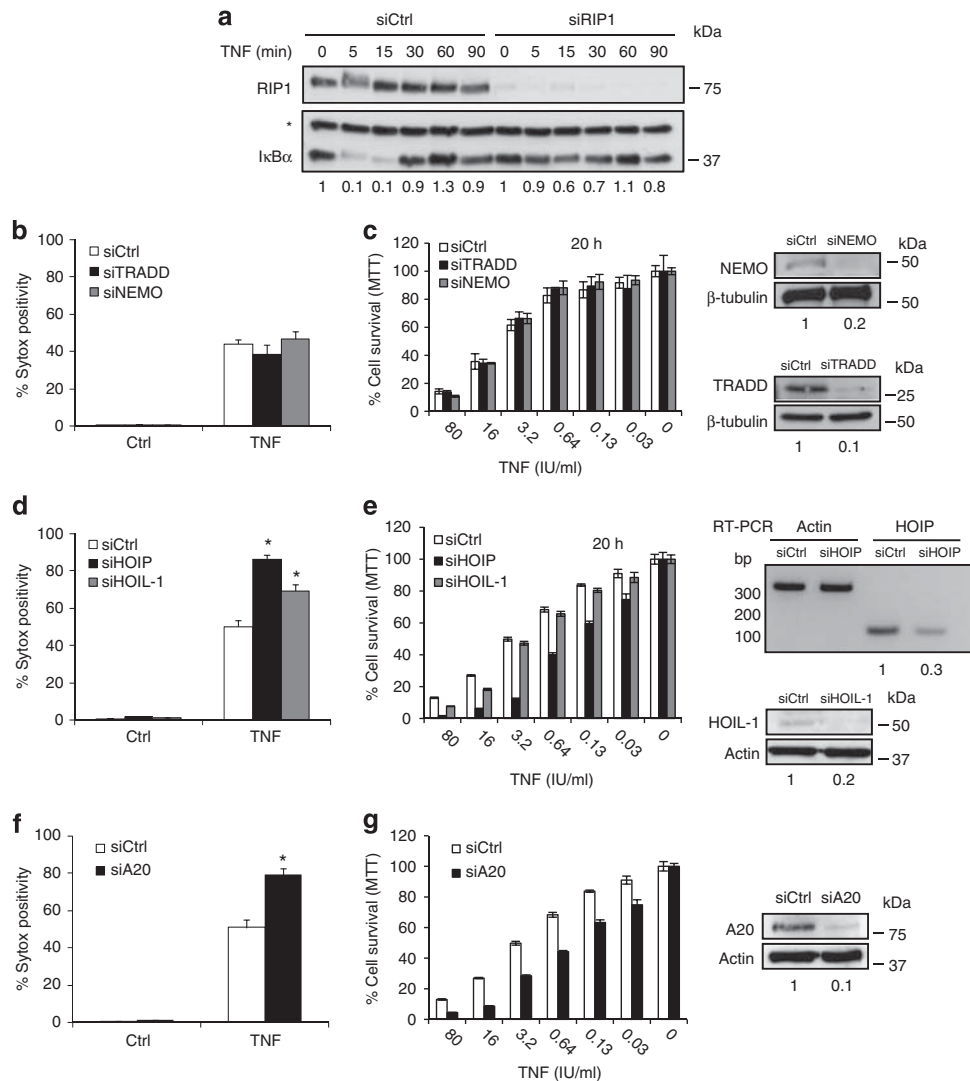 a
siCtrl siRIP1
kDa
TNF (min) 0 5 15 30 60 90 0 5 15 30 60 90
RIP1
75
*
IκBα
37
1 0.1 0.1 0.9 1.3 0.9 1 0.9 0.6 0.7 1.1 0.8
b
% Sytox positivity
100
80
60
40
20
0
siCtrl
siTRADD
siNEMO
Ctrl TNF
c
% Cell survival (MTT)
120
100
80
60
40
20
0
siCtrl
siTRADD
siNEMO
20 h
80 16 3.2 0.64 0.13 0.03 0
TNF (IU/ml)
siCtrl siNEMO kDa
NEMO 50
β-tubulin 50
1 0.2
siCtrl siTRADD kDa
TRADD 25
β-tubulin 50
1 0.1
d
% Sytox positivity
100
80
60
40
20
0
siCtrl
siHOIP
siHOIL-1
* *
Ctrl TNF
e
% Cell survival (MTT)
120
100
80
60
40
20
0
siCtrl
siHOIP
siHOIL-1
20 h
80 16 3.2 0.64 0.13 0.03 0
TNF (IU/ml)
RT-PCR Actin HOIP
siCtrl siHOIP siCtrl siHOIP
bp
300
200
100
1 0.3
siCtrl siHOIL-1 kDa
HOIL-1 50
Actin 37
1 0.2
f
% Sytox positivity
100
80
60
40
20
0
siCtrl
siA20
*
Ctrl TNF
g
% Cell survival (MTT)
120
100
80
60
40
20
0
siCtrl
siA20
80 16 3.2 0.64 0.13 0.03 0
TNF (IU/ml)
siCtrl siA20 kDa
A20 75
Actin 37
1 0.1